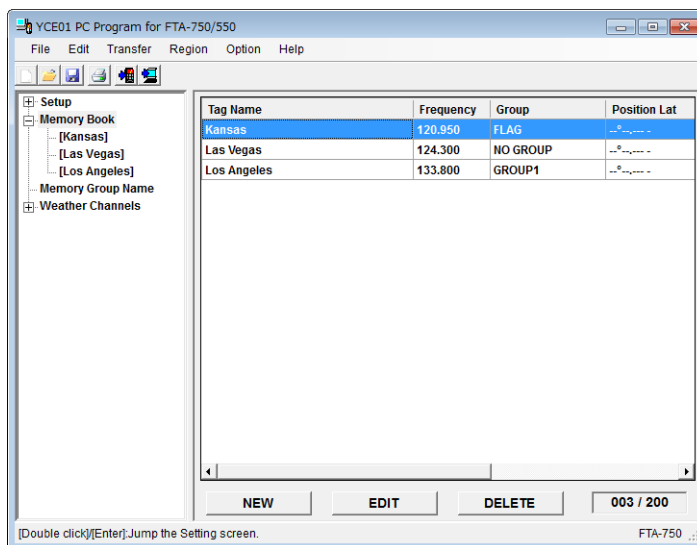 YCE01 PC Program for FTA-750/550
File Edit Transfer Region Option Help
Setup
Memory Book
[Kansas]
[Las Vegas]
[Los Angeles]
Memory Group Name
Weather Channels
Tag Name Frequency Group Position Lat
Kansas 120.950 FLAG --°--.--- -
Las Vegas 124.300 NO GROUP --°--.--- -
Los Angeles 133.800 GROUP1 --°--.--- -
NEW EDIT DELETE 003 / 200
[Double click]/[Enter]:Jump the Setting screen. FTA-750